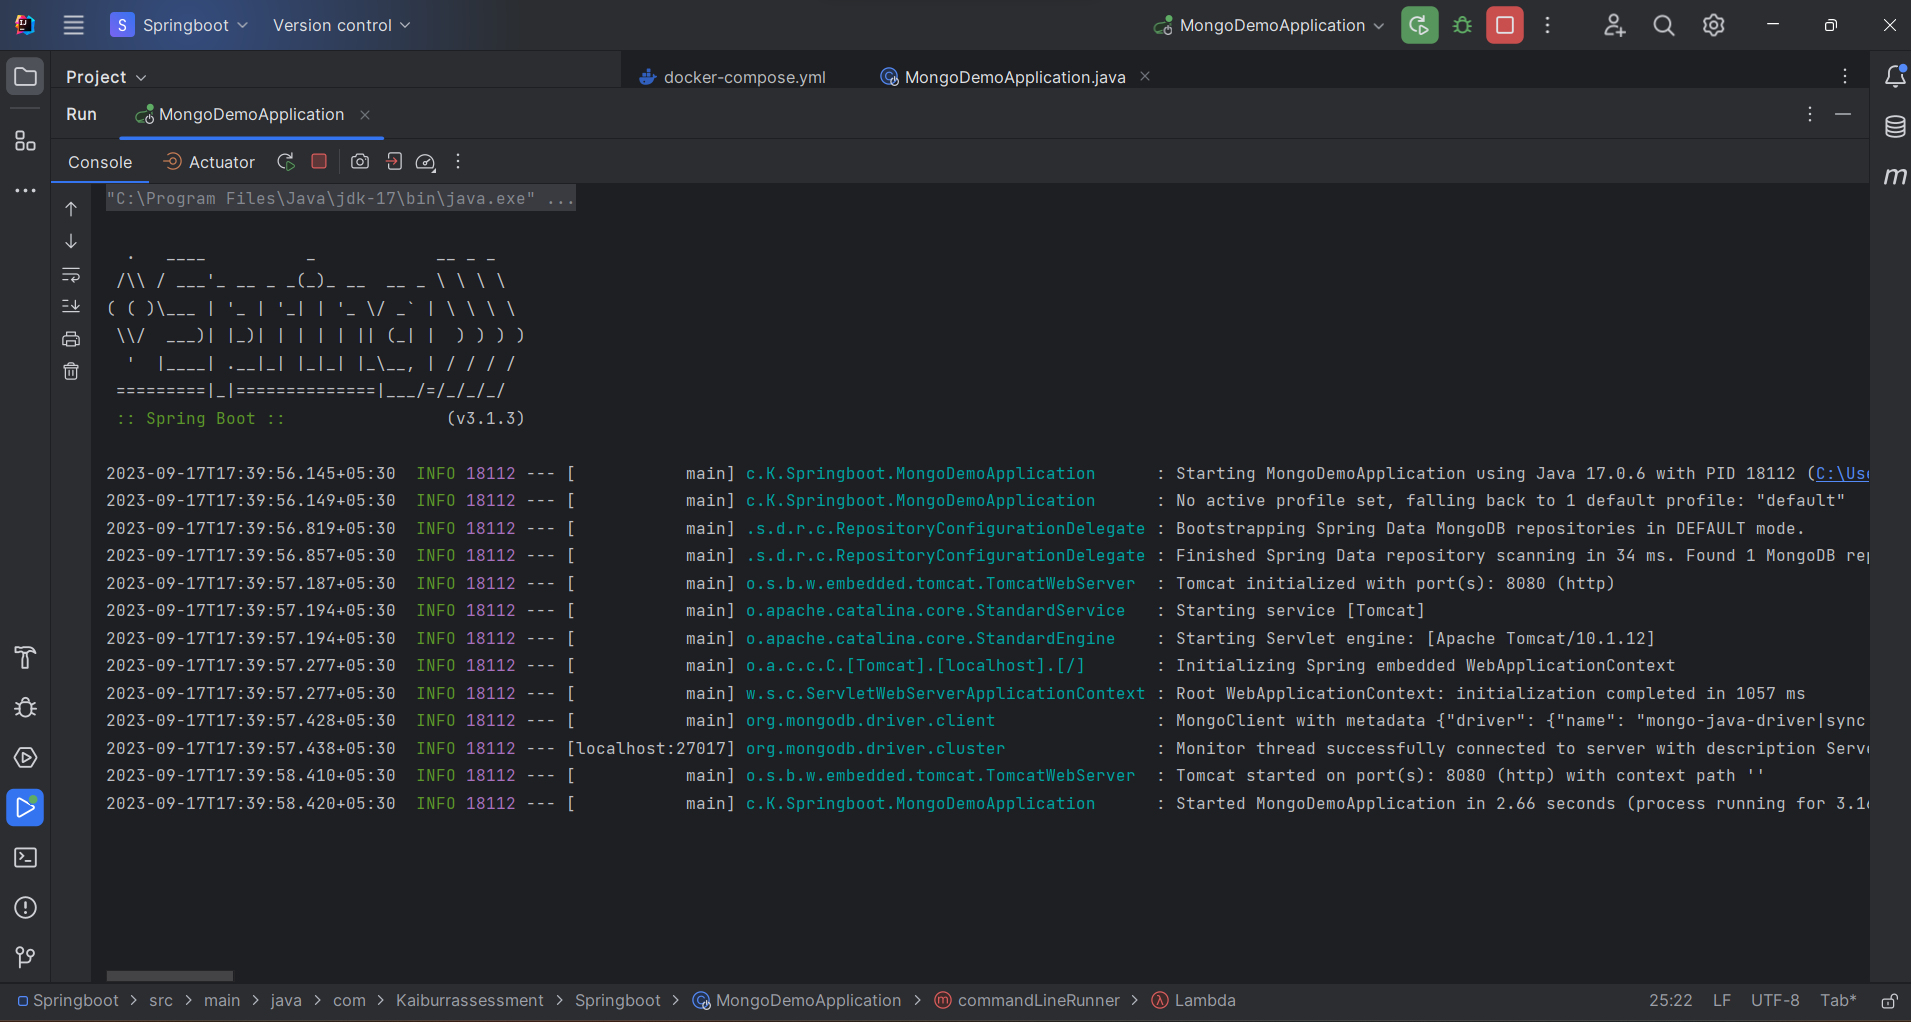 S Springboot Version control MongoDemoApplication
Project docker-compose.yml MongoDemoApplication.java
Run MongoDemoApplication
Console Actuator
"C:\Program Files\Java\jdk-17\bin\java.exe" ...
  .   ____          _            __ _ _
 /\\ / ___'_ __ _ _(_)_ __  __ _ \ \ \ \
( ( )\___ | '_ | '_| | '_ \/ _` | \ \ \ \
 \\/  ___)| |_)| | | | | || (_| |  ) ) ) )
  '  |____| .__|_| |_|_| |_\__, | / / / /
 =========|_|==============|___/=/_/_/_/
 :: Spring Boot ::                (v3.1.3)
2023-09-17T17:39:56.145+05:30  INFO 18112 --- [           main] c.K.Springboot.MongoDemoApplication      : Starting MongoDemoApplication using Java 17.0.6 with PID 18112 (C:\Us
2023-09-17T17:39:56.149+05:30  INFO 18112 --- [           main] c.K.Springboot.MongoDemoApplication      : No active profile set, falling back to 1 default profile: "default"
2023-09-17T17:39:56.819+05:30  INFO 18112 --- [           main] .s.d.r.c.RepositoryConfigurationDelegate : Bootstrapping Spring Data MongoDB repositories in DEFAULT mode.
2023-09-17T17:39:56.857+05:30  INFO 18112 --- [           main] .s.d.r.c.RepositoryConfigurationDelegate : Finished Spring Data repository scanning in 34 ms. Found 1 MongoDB rep
2023-09-17T17:39:57.187+05:30  INFO 18112 --- [           main] o.s.b.w.embedded.tomcat.TomcatWebServer  : Tomcat initialized with port(s): 8080 (http)
2023-09-17T17:39:57.194+05:30  INFO 18112 --- [           main] o.apache.catalina.core.StandardService   : Starting service [Tomcat]
2023-09-17T17:39:57.194+05:30  INFO 18112 --- [           main] o.apache.catalina.core.StandardEngine    : Starting Servlet engine: [Apache Tomcat/10.1.12]
2023-09-17T17:39:57.277+05:30  INFO 18112 --- [           main] o.a.c.c.C.[Tomcat].[localhost].[/]       : Initializing Spring embedded WebApplicationContext
2023-09-17T17:39:57.277+05:30  INFO 18112 --- [           main] w.s.c.ServletWebServerApplicationContext : Root WebApplicationContext: initialization completed in 1057 ms
2023-09-17T17:39:57.428+05:30  INFO 18112 --- [           main] org.mongodb.driver.client                : MongoClient with metadata {"driver": {"name": "mongo-java-driver|sync
2023-09-17T17:39:57.438+05:30  INFO 18112 --- [localhost:27017] org.mongodb.driver.cluster               : Monitor thread successfully connected to server with description Serve
2023-09-17T17:39:58.410+05:30  INFO 18112 --- [           main] o.s.b.w.embedded.tomcat.TomcatWebServer  : Tomcat started on port(s): 8080 (http) with context path ''
2023-09-17T17:39:58.420+05:30  INFO 18112 --- [           main] c.K.Springboot.MongoDemoApplication      : Started MongoDemoApplication in 2.66 seconds (process running for 3.1
Springboot > src > main > java > com > Kaiburrassessment > Springboot > MongoDemoApplication > commandLineRunner > Lambda 25:22 LF UTF-8 Tab*